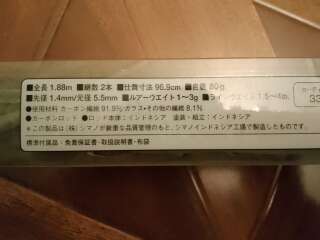 ■全長 1.88m ■継数 2本 ■仕舞寸法 96.9cm ■自重 80g
■先径 1.4mm/元径 5.5mm ■ルアーウエイト 1〜3g 1.5〜4lb.
●使用材料 カーボン繊維 91.9%/ガラス+その他の繊維 8.1%
●カーボンロッド ●ロッド本体：インドネシア 塗装・組立：インドネシア
＊この製品は(株)シマノが厳重な品質管理のもと、シマノインドネシア工場で製造したものです。
標準付属品・免責保証書・取扱説明書・布袋
33